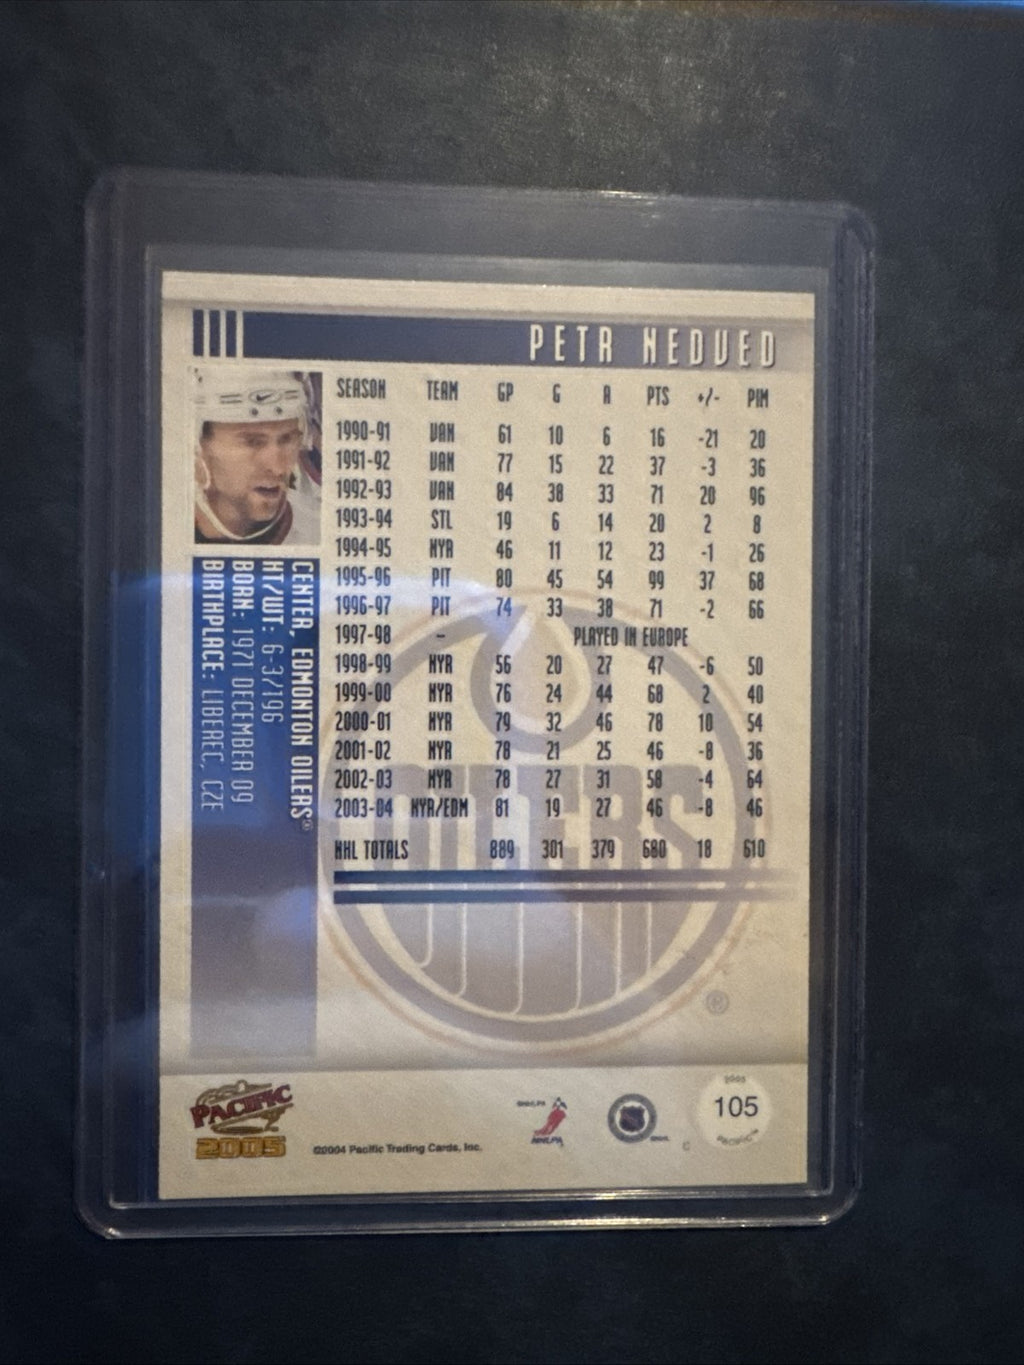 PETR NEDVED
SEASON TEAM GP G A PTS +/- PIM
1990-91 VAN 61 10 6 16 -21 20
1991-92 VAN 77 15 22 37 -3 36
1992-93 VAN 84 38 33 71 20 96
1993-94 STL 19 6 14 20 2 8
1994-95 NYR 46 11 12 23 -1 26
1995-96 PIT 80 45 54 99 37 68
1996-97 PIT 74 33 38 71 -2 66
1997-98 - PLAYED IN EUROPE
1998-99 NYR 56 20 27 47 -6 50
1999-00 NYR 76 24 44 68 2 40
2000-01 NYR 79 32 46 78 10 54
2001-02 NYR 78 21 25 46 -8 36
2002-03 NYR 78 27 31 58 -4 64
2003-04 NYR/EDM 81 19 27 46 -8 46
NHL TOTALS 889 301 379 680 18 610
CENTER, EDMONTON OILERS®
HT/WT: 6-3/196
BORN: 1971 DECEMBER 09
BIRTHPLACE: LIBEREC, CZE
OILERS
®
PACIFIC
2005
©2004 Pacific Trading Cards, Inc.
NHLPA
NHL
C
2005
105
PACIFIC™